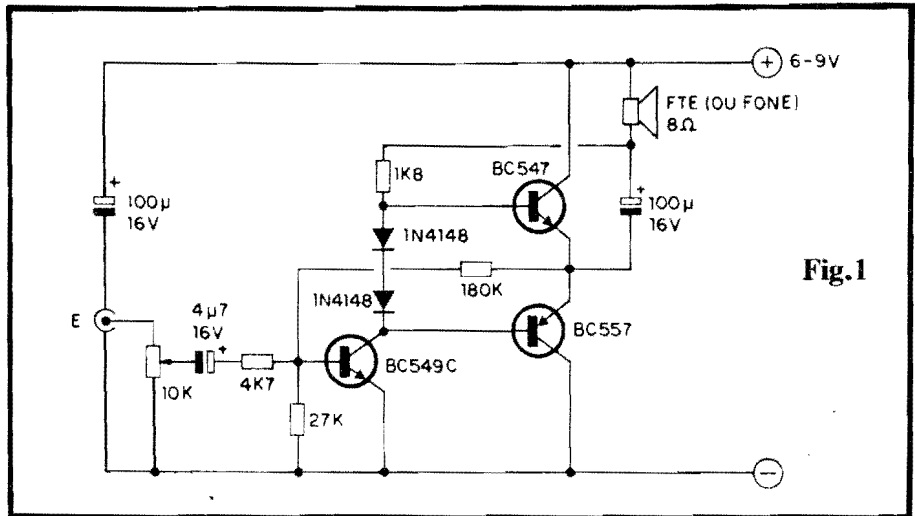 + 6-9V
FTE (OU FONE)
8Ω
1K8
BC547
+
100µ
16V
+
100µ
16V
1N4148
180K
Fig.1
1N4148
E
4µ7
16V
+
BC557
BC549C
10K
4K7
27K
−